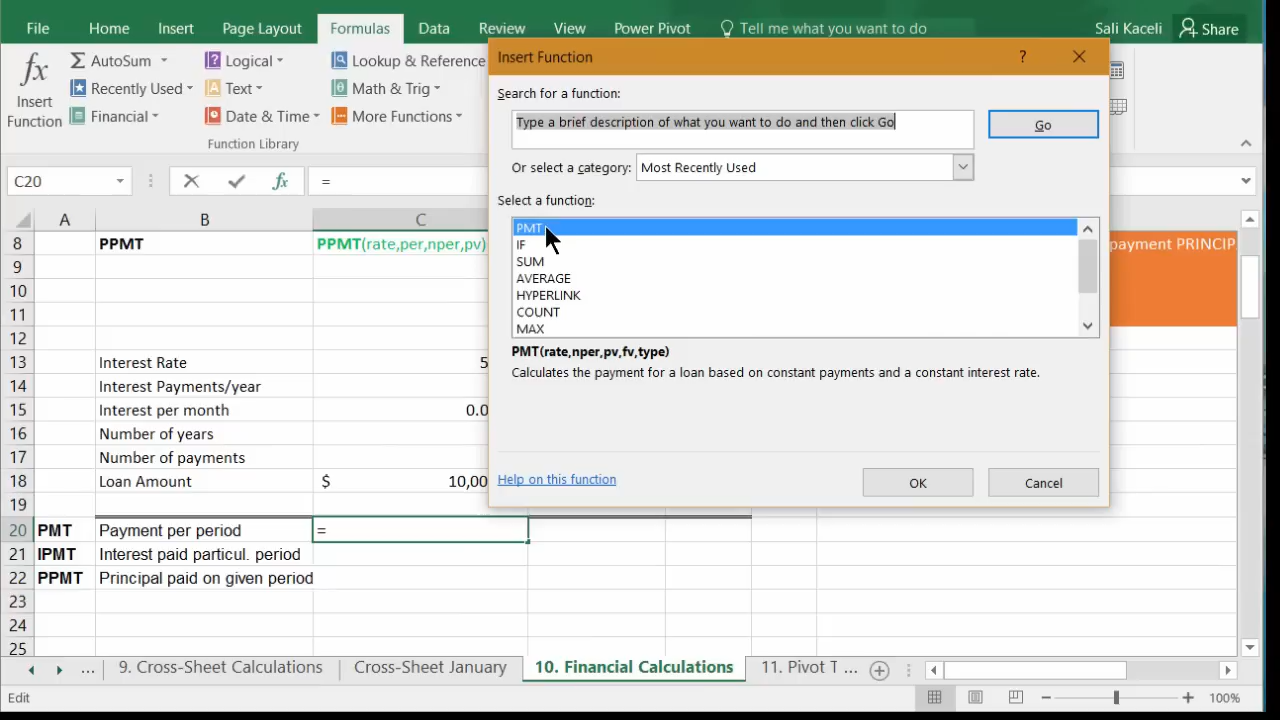 File Home Insert Page Layout Formulas Data Review View Power Pivot Tell me what you want to do Sali Kaceli Share
fx Insert Function
Σ AutoSum
Recently Used
Financial
Logical
Text
Date & Time
Lookup & Reference
Math & Trig
More Functions
Function Library
Insert Function ?
Search for a function:
Type a brief description of what you want to do and then click Go
Go
Or select a category: Most Recently Used
Select a function:
PMT
IF
SUM
AVERAGE
HYPERLINK
COUNT
MAX
PMT(rate,nper,pv,fv,type)
Calculates the payment for a loan based on constant payments and a constant interest rate.
Help on this function
OK Cancel
C20 fx =
A B C
8 PPMT PPMT(rate,per,nper,pv) payment PRINCIP
9
10
11
12
13 Interest Rate 5
14 Interest Payments/year
15 Interest per month 0.0
16 Number of years
17 Number of payments
18 Loan Amount $ 10,00
19
20 PMT Payment per period =
21 IPMT Interest paid particul. period
22 PPMT Principal paid on given period
23
24
25
... 9. Cross-Sheet Calculations Cross-Sheet January 10. Financial Calculations 11. Pivot T ...
Edit 100%